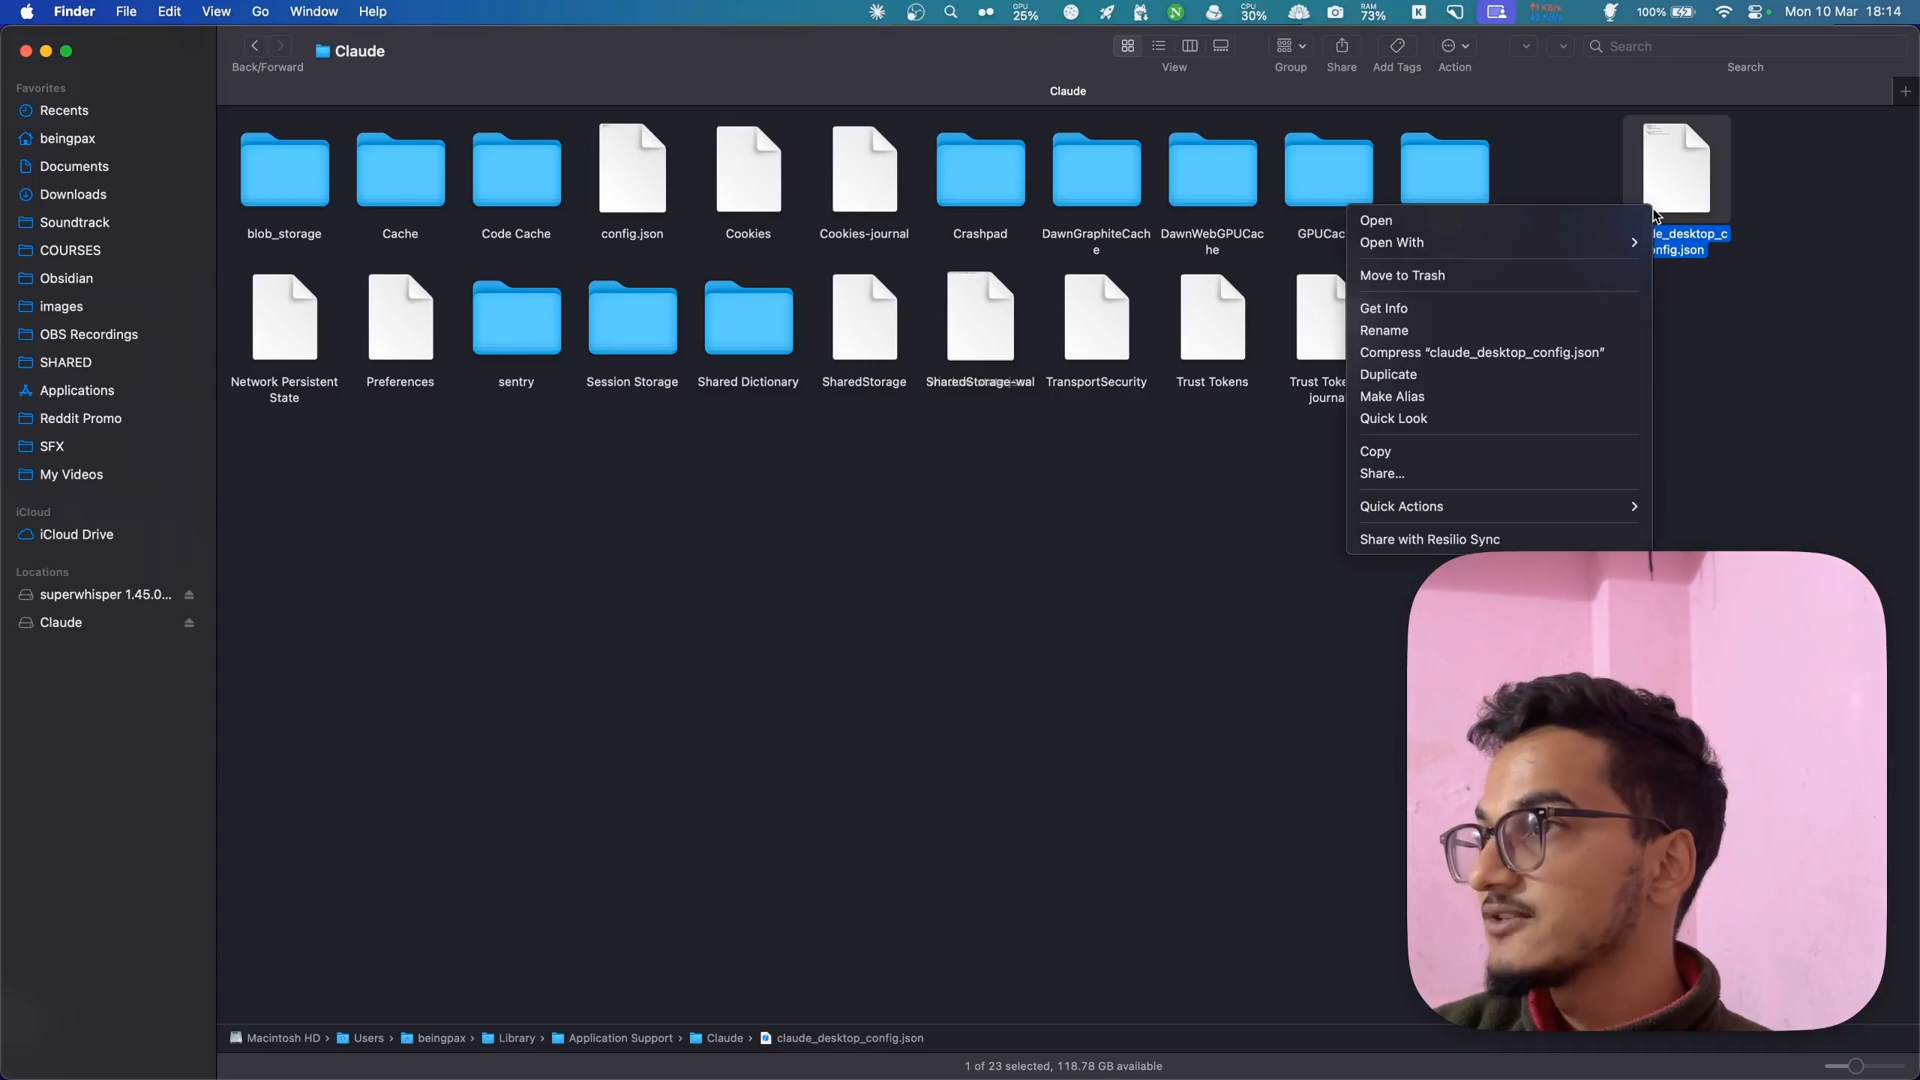 Finder File Edit View Go Window Help
GPU
25%
CPU
30%
RAM
73%
100%
Mon 10 Mar 18:14
Back/Forward
Claude
View
Group
Share
Add Tags
Action
Search
Search
Claude
Favorites
Recents
beingpax
Documents
Downloads
Soundtrack
COURSES
Obsidian
images
OBS Recordings
SHARED
Applications
Reddit Promo
SFX
My Videos
iCloud
iCloud Drive
Locations
superwhisper 1.45.0...
Claude
blob_storage
Cache
Code Cache
config.json
Cookies
Cookies-journal
Crashpad
DawnGraphiteCach
e
DawnWebGPUCac
he
GPUCac
le_desktop_c
nfig.json
Network Persistent
State
Preferences
sentry
Session Storage
Shared Dictionary
SharedStorage
SharedStorage-wal
TransportSecurity
Trust Tokens
Trust Toke
journal
Open
Open With
Move to Trash
Get Info
Rename
Compress “claude_desktop_config.json”
Duplicate
Make Alias
Quick Look
Copy
Share...
Quick Actions
Share with Resilio Sync
Macintosh HD › Users › beingpax › Library › Application Support › Claude › claude_desktop_config.json
1 of 23 selected, 118.78 GB available